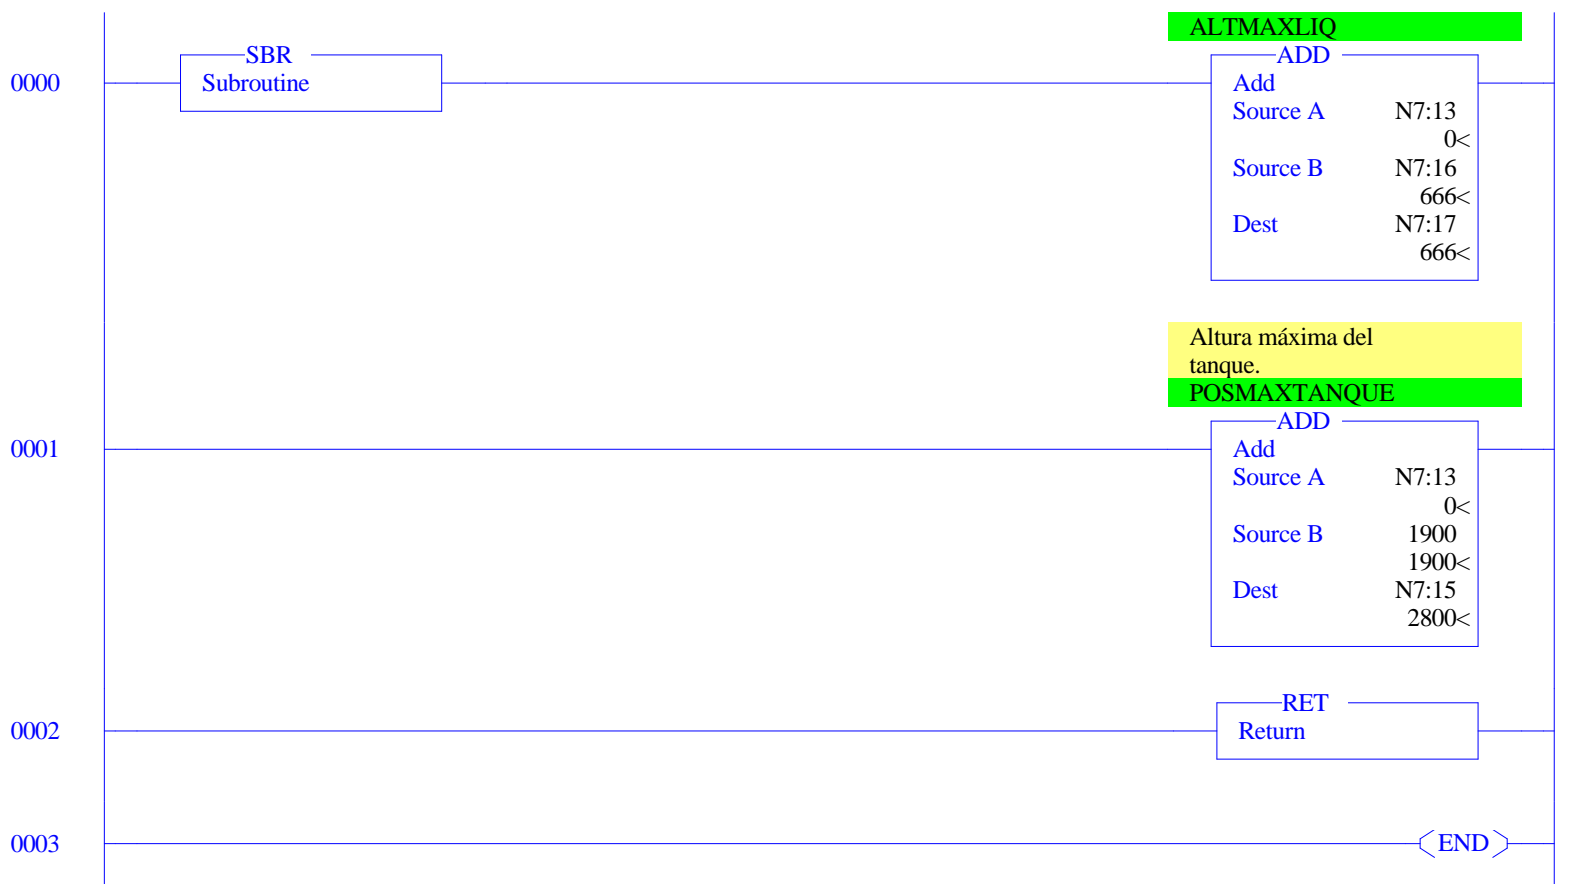 ALTMAXLIQ
SBR
ADD
0000
Subroutine
Add
Source A N7:13
0<
Source B N7:16
666<
Dest N7:17
666<
Altura máxima del
tanque.
POSMAXTANQUE
ADD
0001
Add
Source A N7:13
0<
Source B 1900
1900<
Dest N7:15
2800<
RET
0002
Return
0003
END